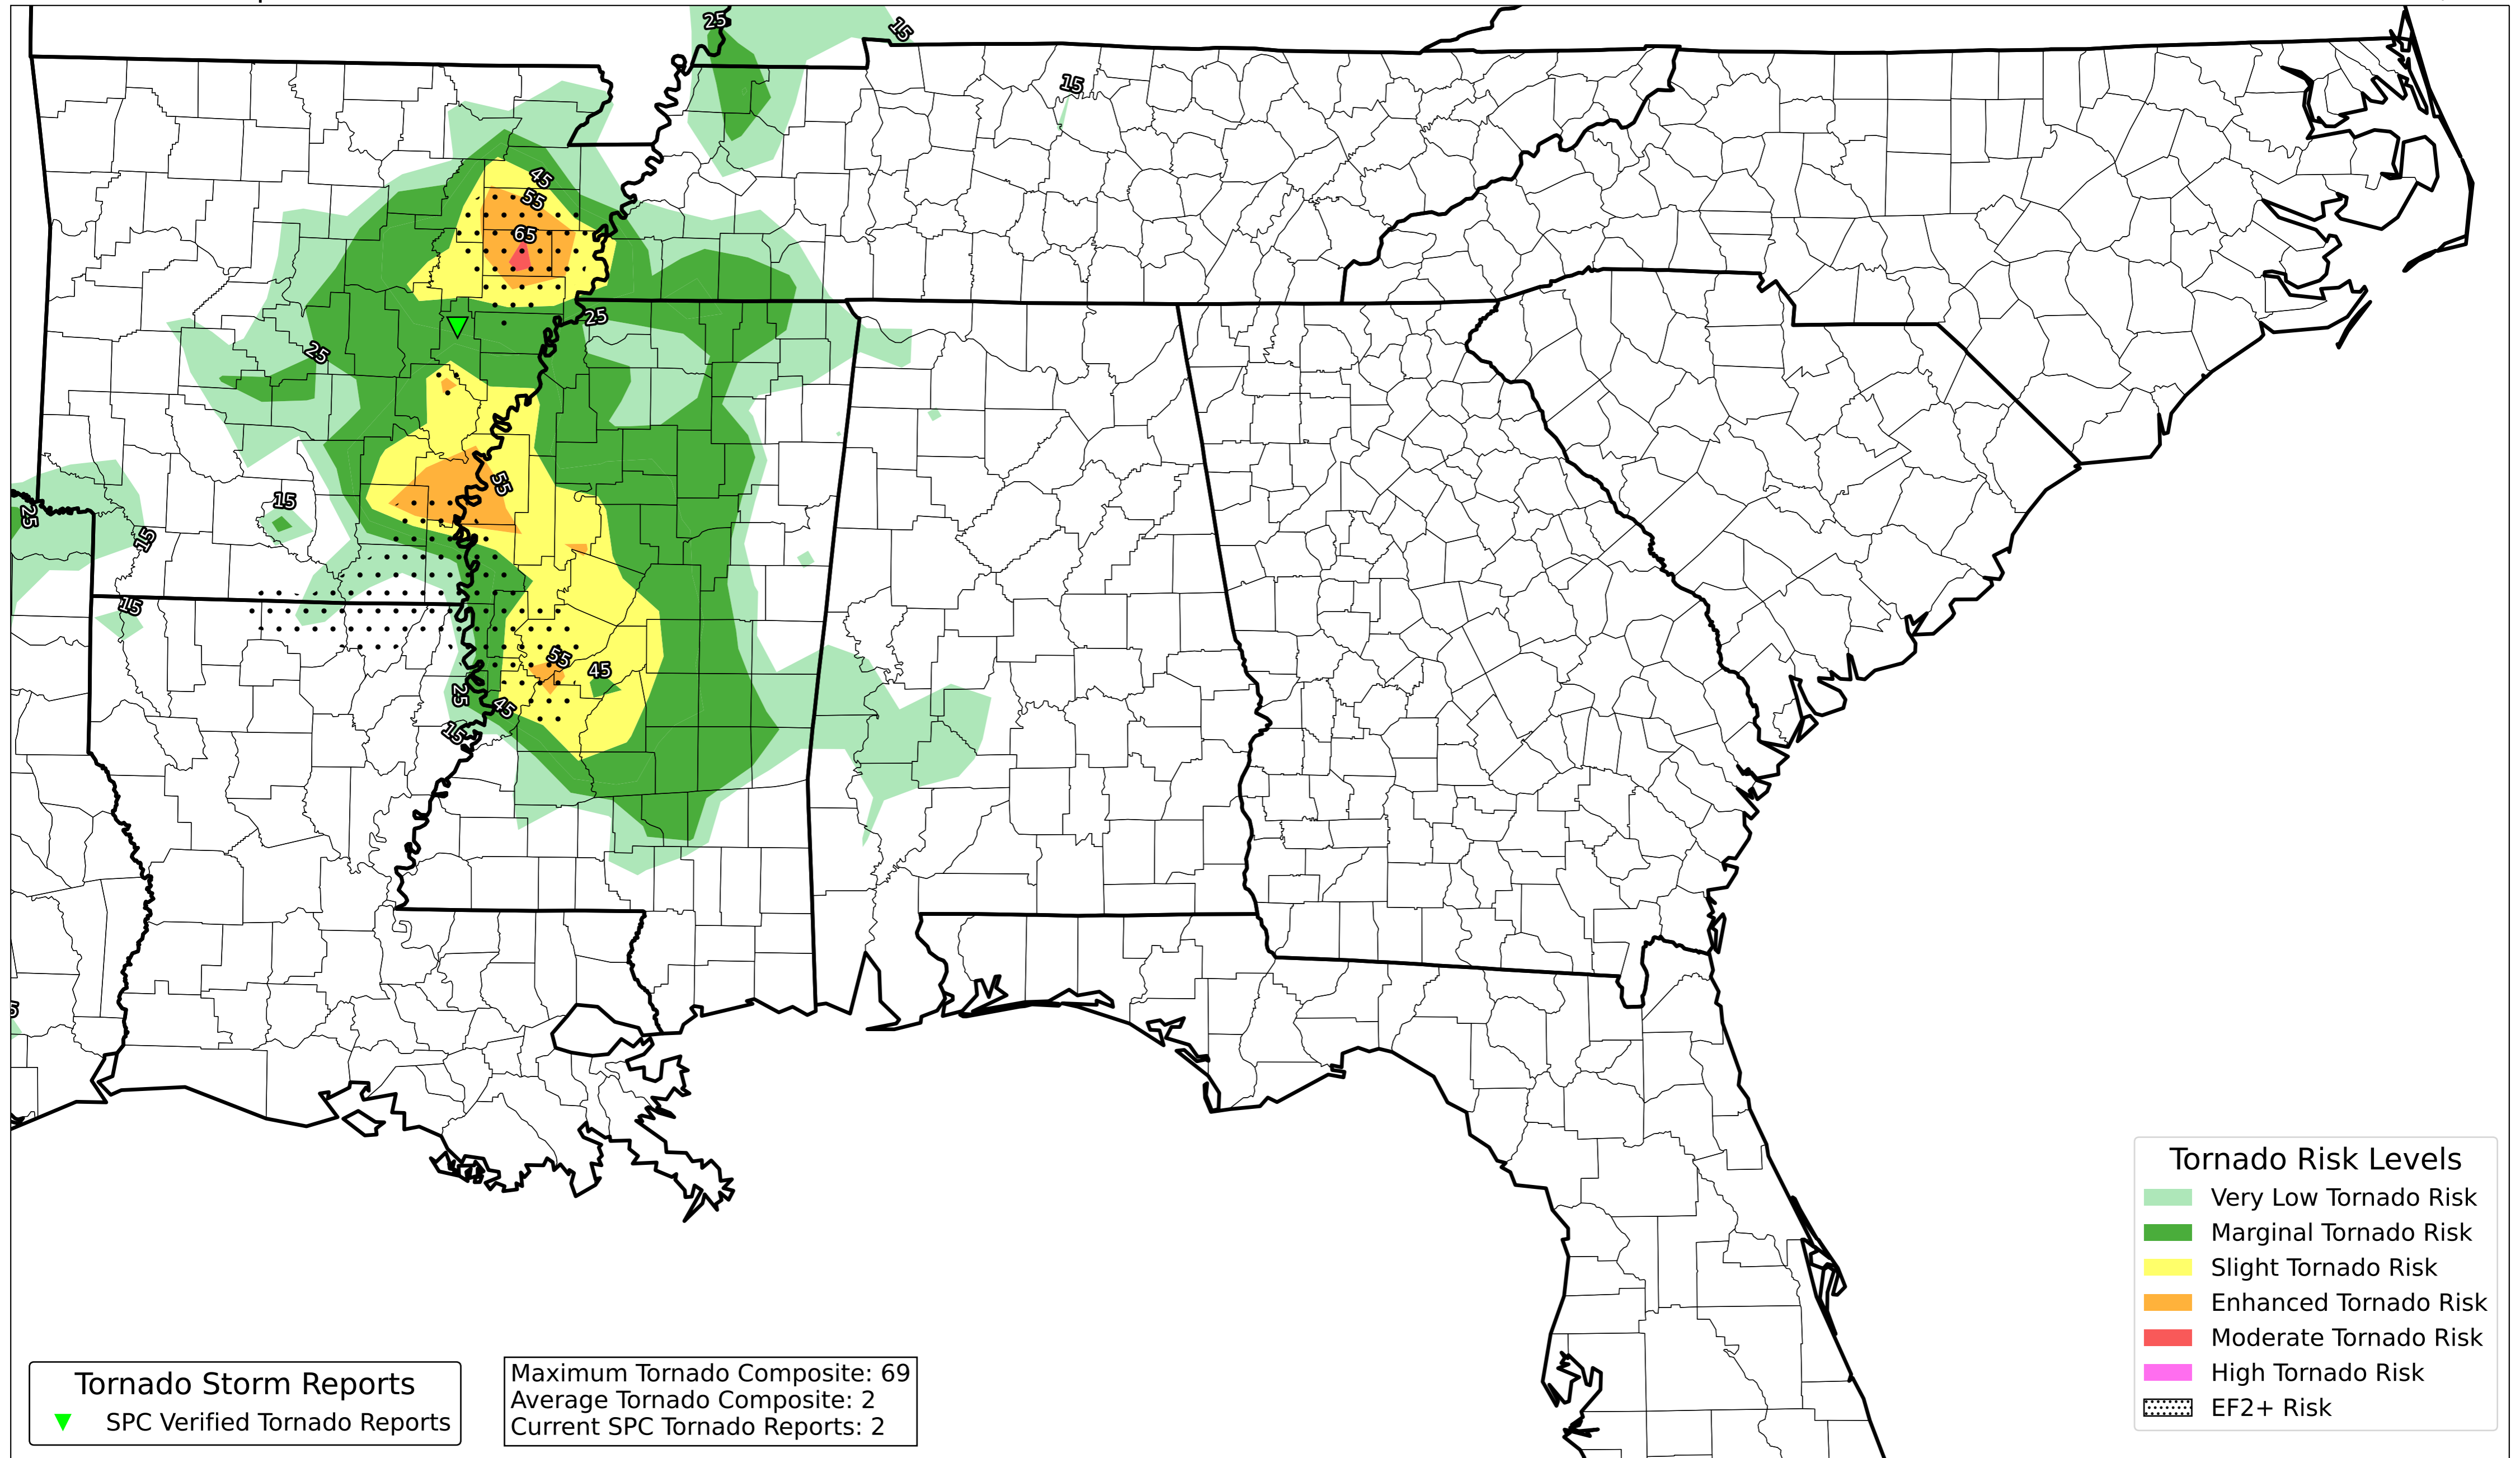 25
15
15
45
55
65
25
25
55
15
25
15
15
55
45
25
45
15
5
Tornado Risk Levels
Very Low Tornado Risk
Marginal Tornado Risk
Slight Tornado Risk
Enhanced Tornado Risk
Moderate Tornado Risk
High Tornado Risk
EF2+ Risk
Tornado Storm Reports
SPC Verified Tornado Reports
Maximum Tornado Composite: 69
Average Tornado Composite: 2
Current SPC Tornado Reports: 2